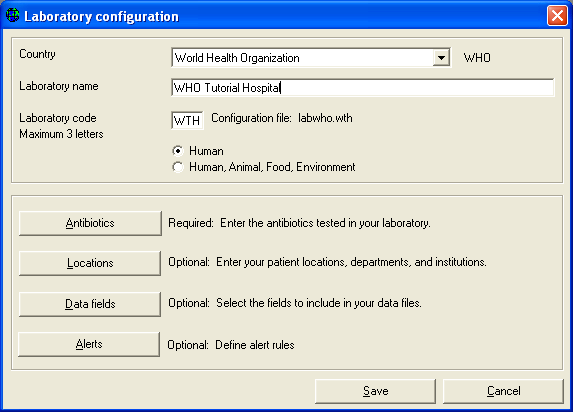 Laboratory configuration
Country World Health Organization WHO
Laboratory name WHO Tutorial Hospital
Laboratory code WTH Configuration file: labwho.wth
Maximum 3 letters
Human
Human, Animal, Food, Environment
Antibiotics Required: Enter the antibiotics tested in your laboratory.
Locations Optional: Enter your patient locations, departments, and institutions.
Data fields Optional: Select the fields to include in your data files.
Alerts Optional: Define alert rules
Save Cancel